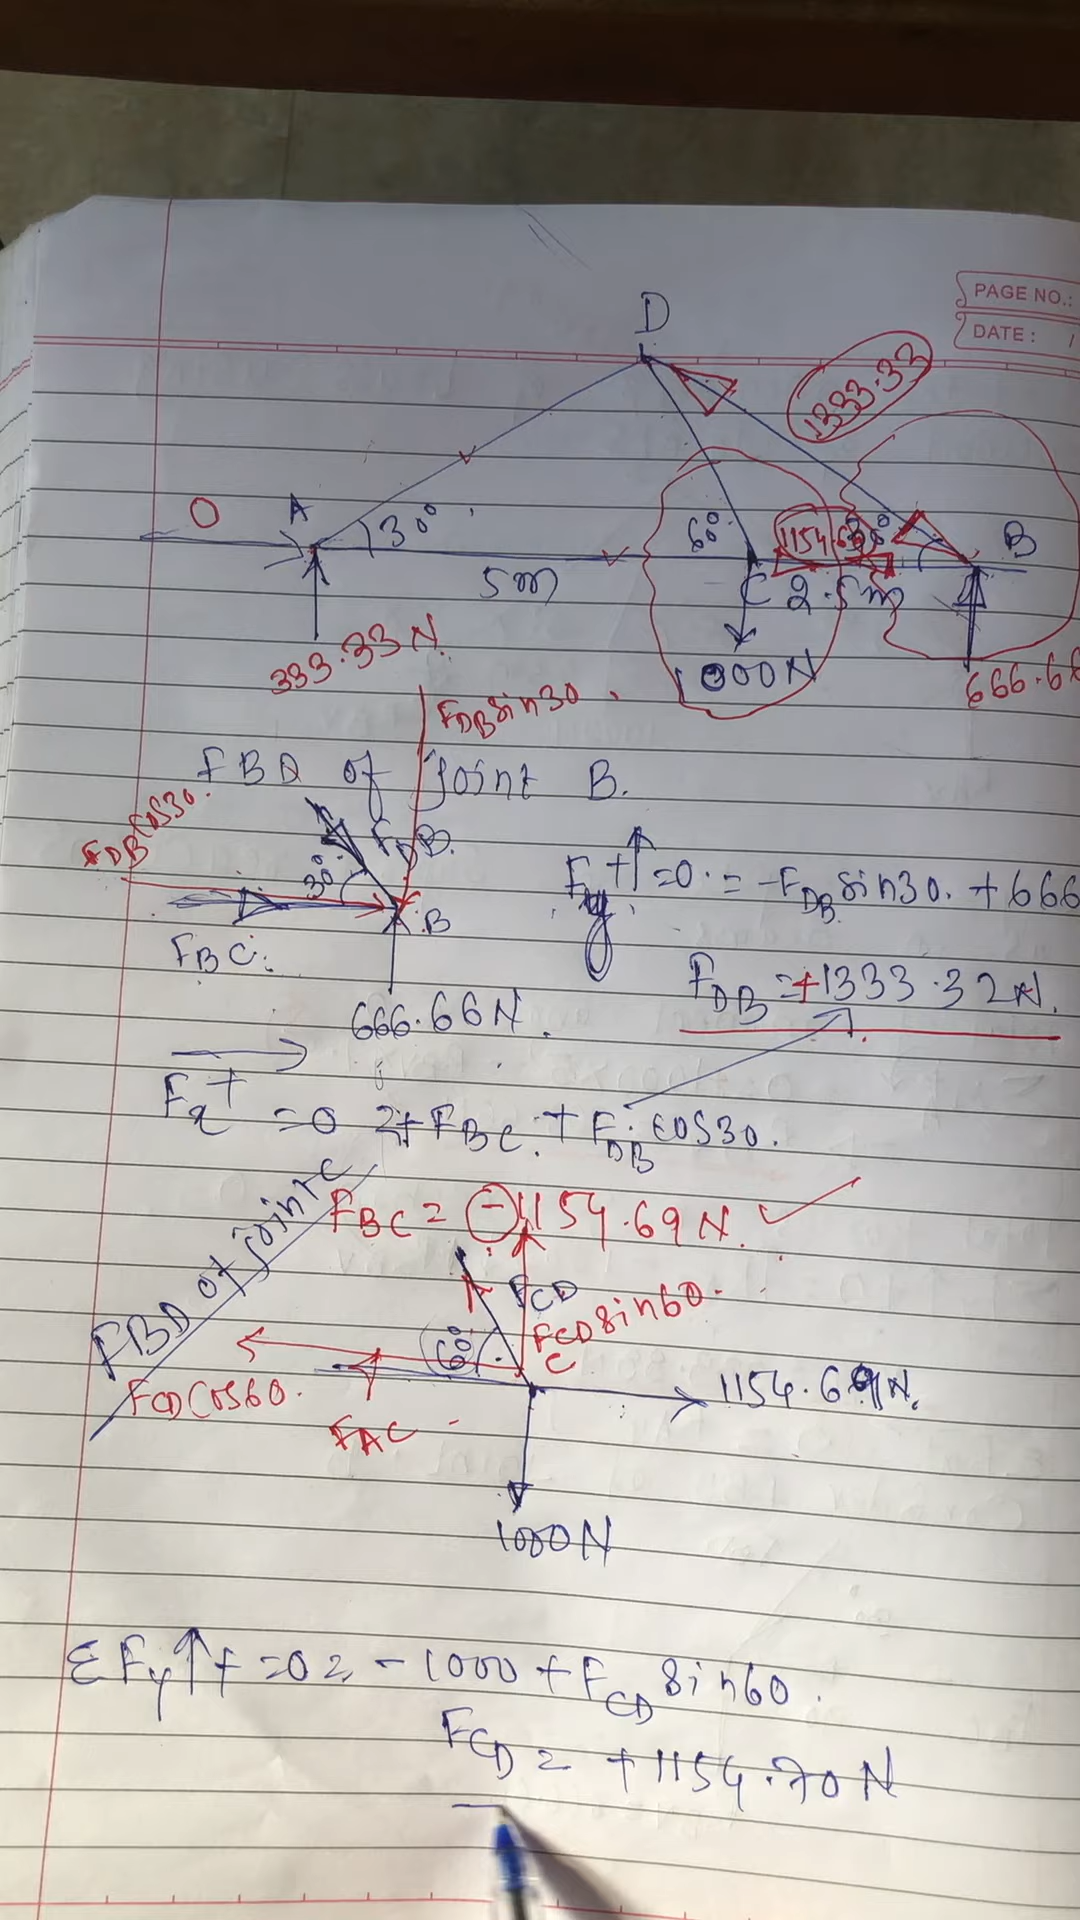 PAGE NO.:
DATE: /
D
1333.33
O
A
30°
60°
1154.69
30°
B
5m
C
2.5m
333.33N.
1000N
666.66
FDB sin30.
FBD of Joint B.
FDB cos30.
FDB.
30°
B
FBC.
666.66N.
Fy+↑=0.=-FDB sin30.+666
FDB=+1333.32N.
→
Fx+ =0 =+FBC.+FDB cos30.
FBC = -1154.69N.
FBD of joint C
FCD
FCD sin60.
60°
C
1154.69N.
FCD cos60.
FAC
1000N
ΣFy↑+=0=-1000+FCD sin60.
FCD = +1154.70N